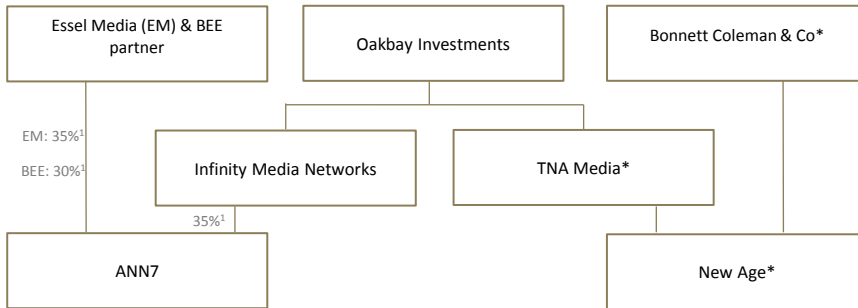 Essel Media (EM) & BEE
partner
Oakbay Investments
Bonnett Coleman & Co*
EM: 35%¹
BEE: 30%¹
Infinity Media Networks
TNA Media*
35%¹
ANN7
New Age*